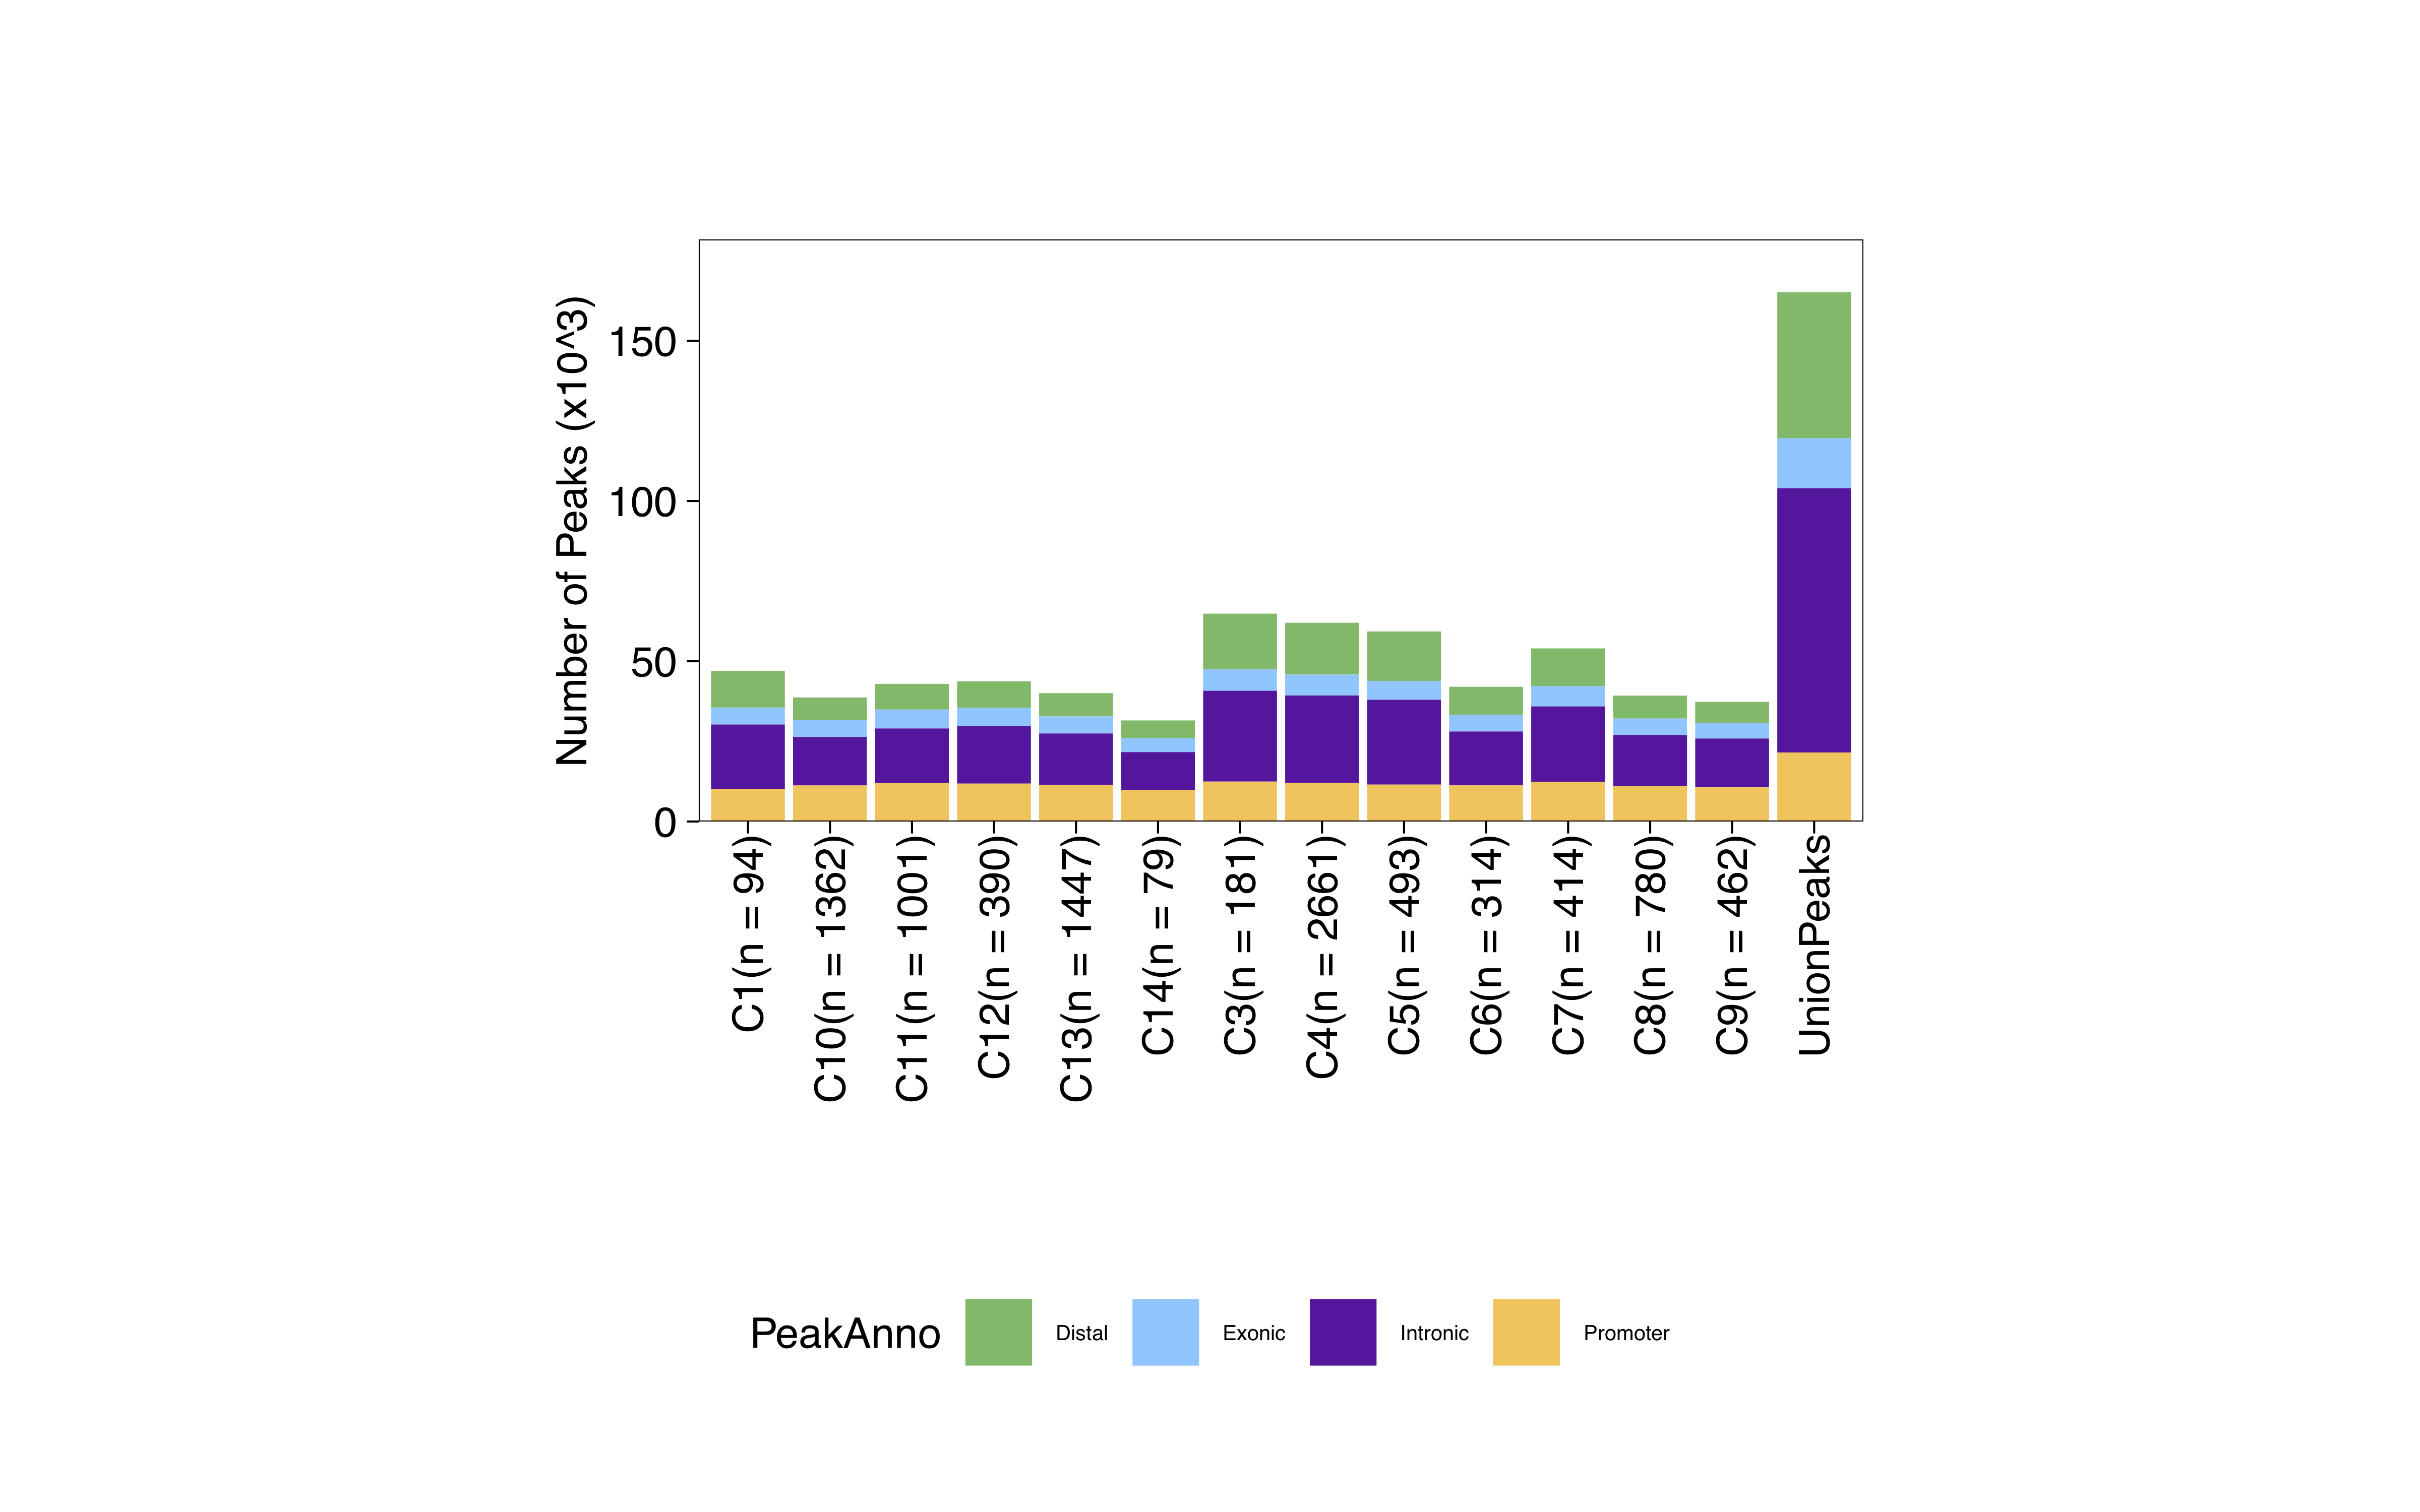 Number of Peaks (x10^3)
150
100
50
0
C1(n = 94)
C10(n = 1362)
C11(n = 1001)
C12(n = 390)
C13(n = 1447)
C14(n = 79)
C3(n = 181)
C4(n = 2661)
C5(n = 493)
C6(n = 314)
C7(n = 414)
C8(n = 780)
C9(n = 462)
UnionPeaks
PeakAnno Distal Exonic Intronic Promoter